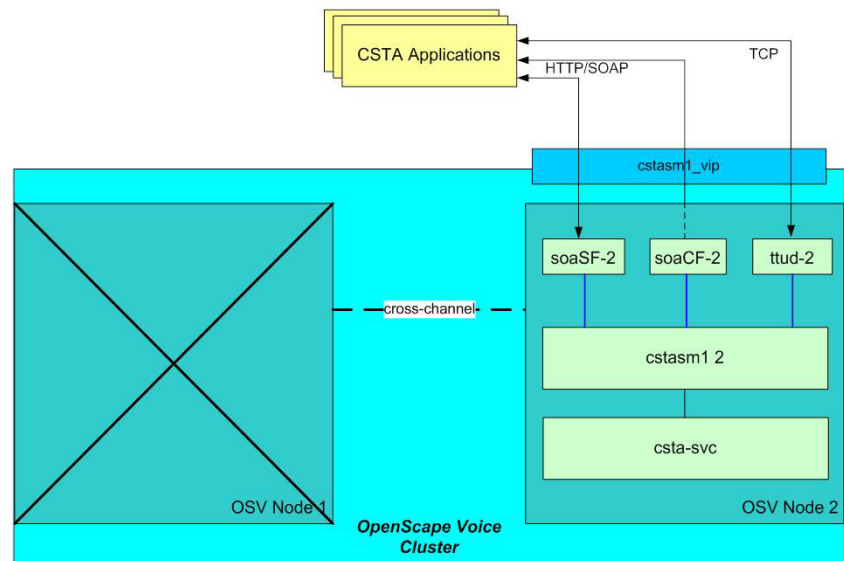 CSTA Applications
TCP
HTTP/SOAP
cstasm1_vip
soaSF-2
soaCF-2
ttud-2
cross-channel
cstasm1 2
csta-svc
OSV Node 1
OSV Node 2
OpenScape Voice
Cluster